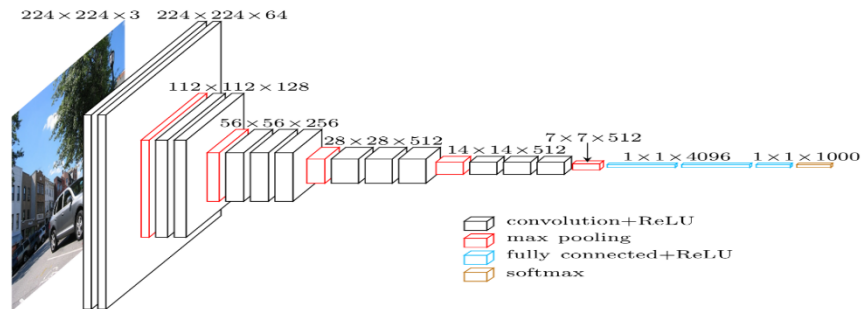 224 × 224 × 3
224 × 224 × 64
112 × 112 × 128
56 × 56 × 256
28 × 28 × 512
14 × 14 × 512
7 × 7 × 512
1 × 1 × 4096
1 × 1 × 1000
convolution+ReLU
max pooling
fully connected+ReLU
softmax